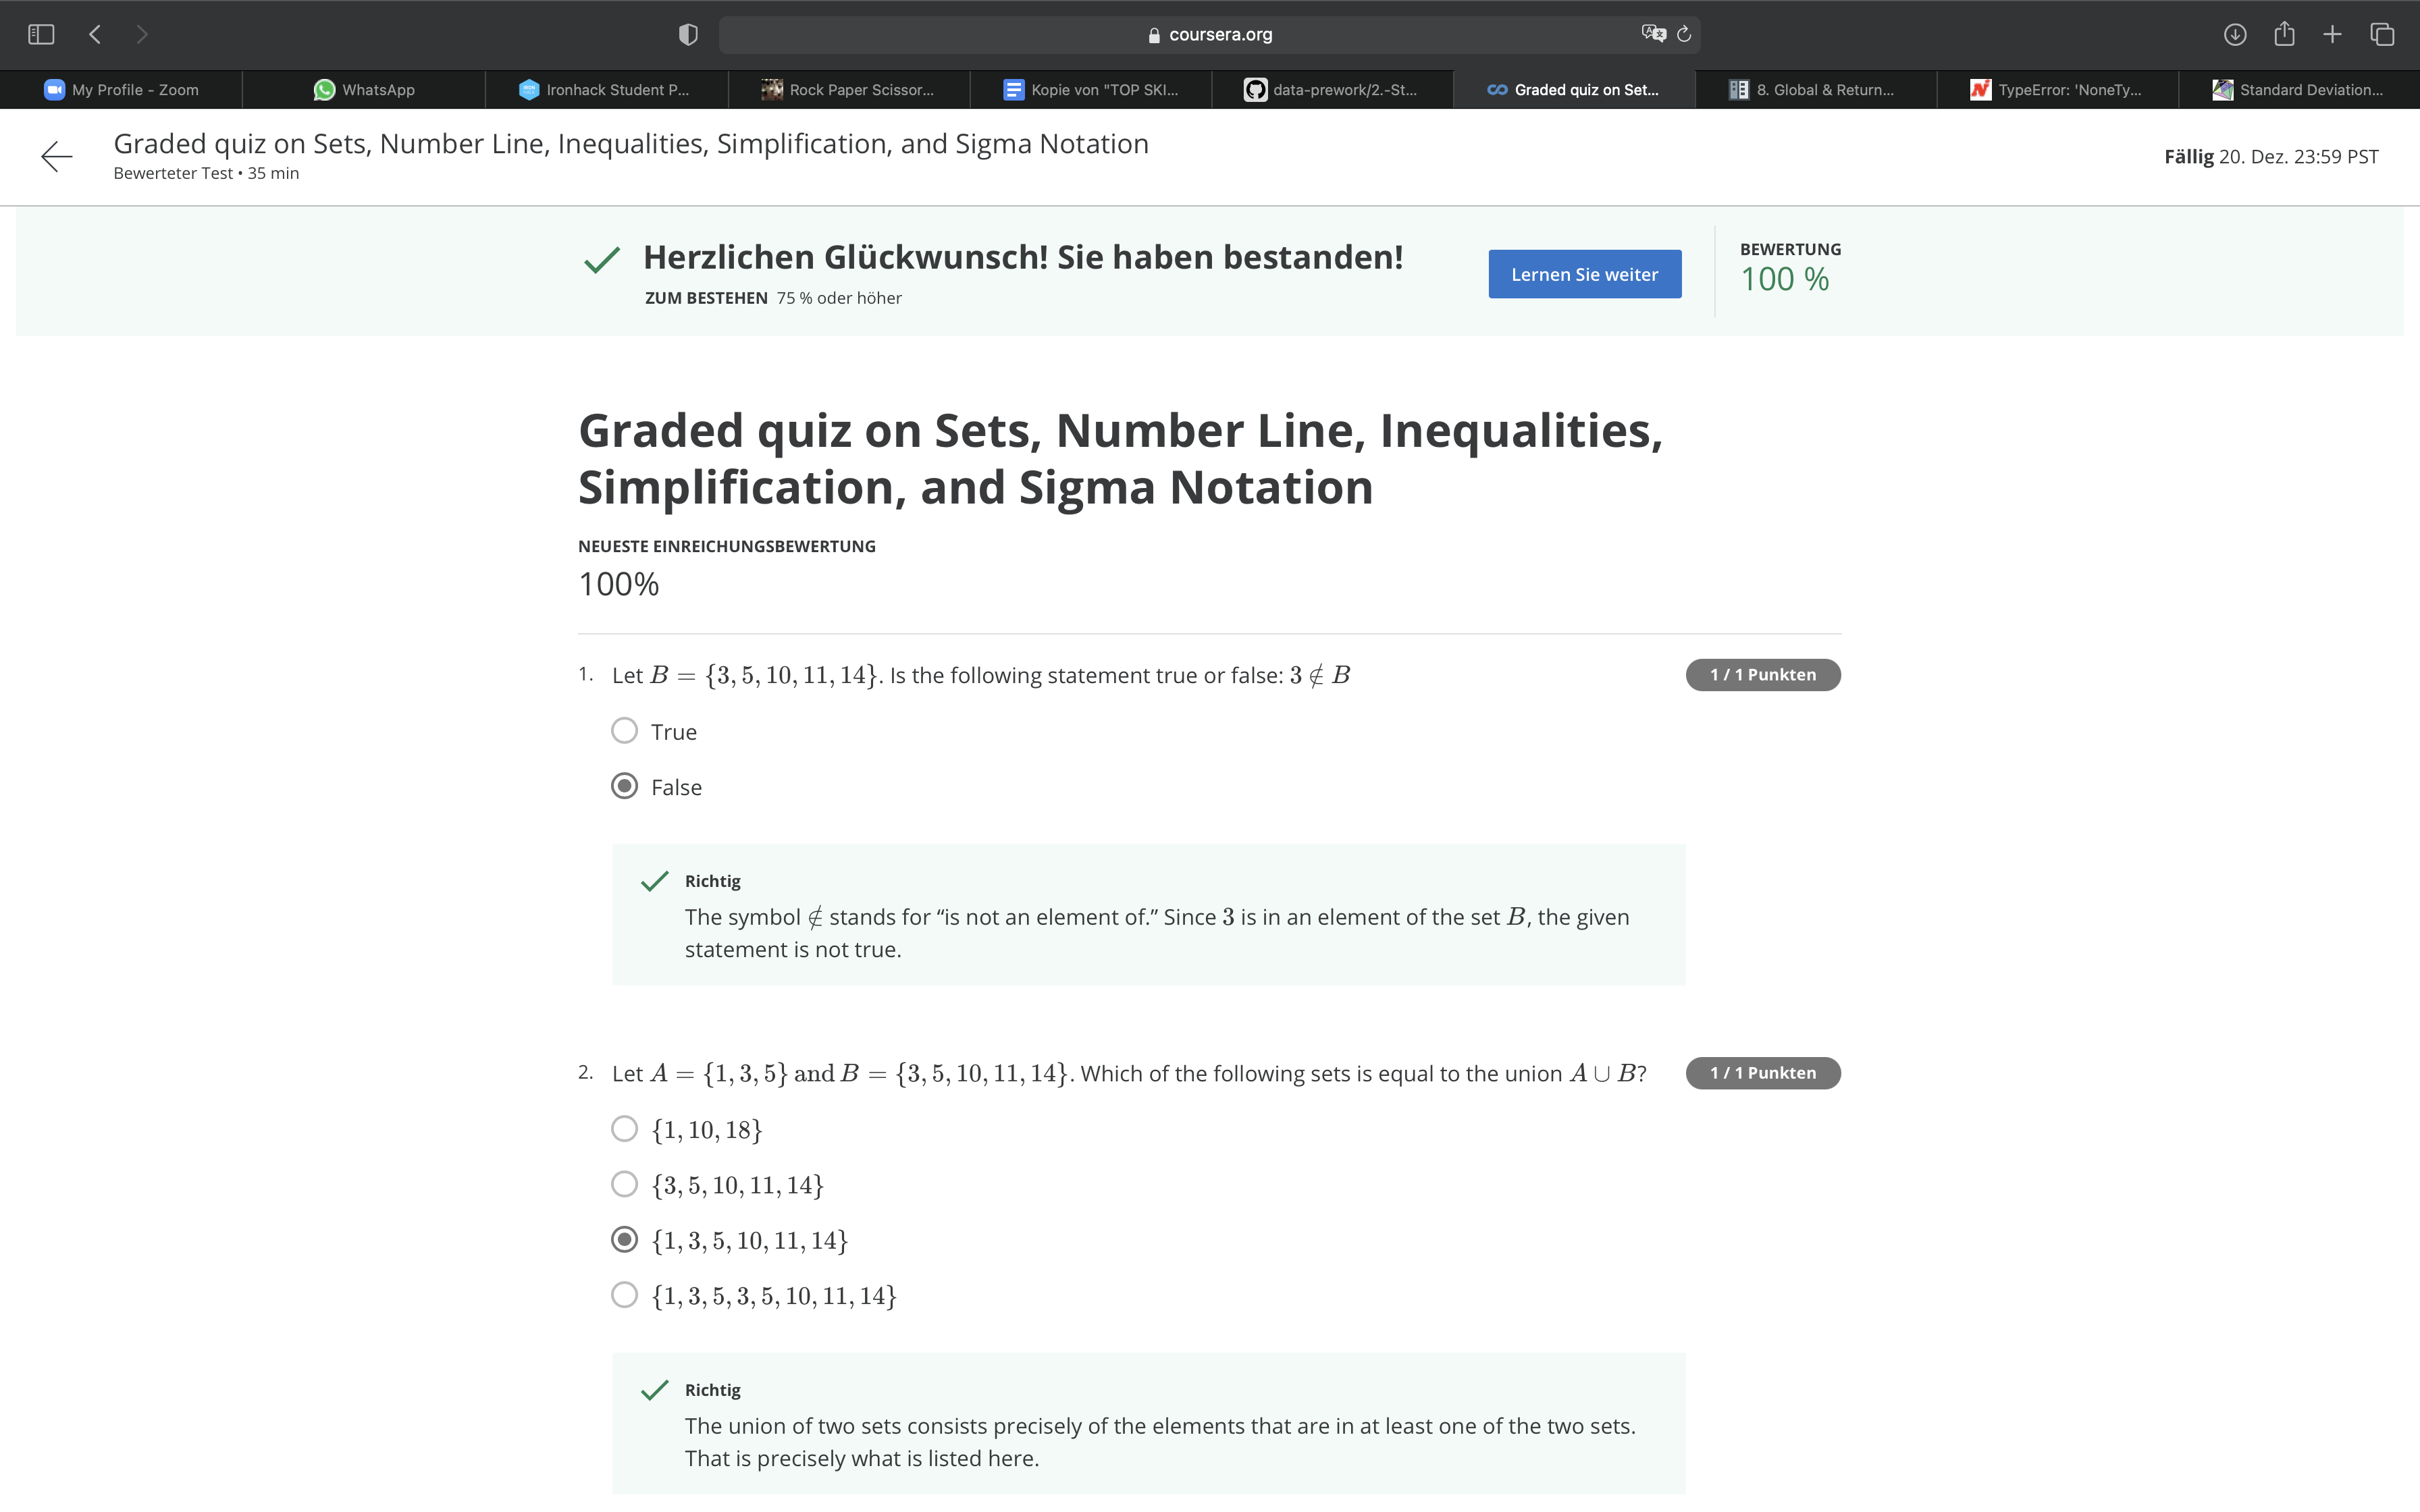 coursera.org
My Profile - Zoom
WhatsApp
Ironhack Student P...
Rock Paper Scissor...
Kopie von "TOP SKI...
data-prework/2.-St...
Graded quiz on Set...
8. Global & Return...
TypeError: 'NoneTy...
Standard Deviation...
Graded quiz on Sets, Number Line, Inequalities, Simplification, and Sigma Notation
Bewerteter Test • 35 min
Fällig 20. Dez. 23:59 PST
Herzlichen Glückwunsch! Sie haben bestanden!
ZUM BESTEHEN 75 % oder höher
Lernen Sie weiter
BEWERTUNG
100 %
Graded quiz on Sets, Number Line, Inequalities,
Simplification, and Sigma Notation
NEUESTE EINREICHUNGSBEWERTUNG
100%
1. Let B = {3, 5, 10, 11, 14}. Is the following statement true or false: 3 ∉ B
1 / 1 Punkten
True
False
Richtig
The symbol ∉ stands for “is not an element of.” Since 3 is in an element of the set B, the given
statement is not true.
2. Let A = {1, 3, 5} and B = {3, 5, 10, 11, 14}. Which of the following sets is equal to the union A ∪ B?
1 / 1 Punkten
{1, 10, 18}
{3, 5, 10, 11, 14}
{1, 3, 5, 10, 11, 14}
{1, 3, 5, 3, 5, 10, 11, 14}
Richtig
The union of two sets consists precisely of the elements that are in at least one of the two sets.
That is precisely what is listed here.